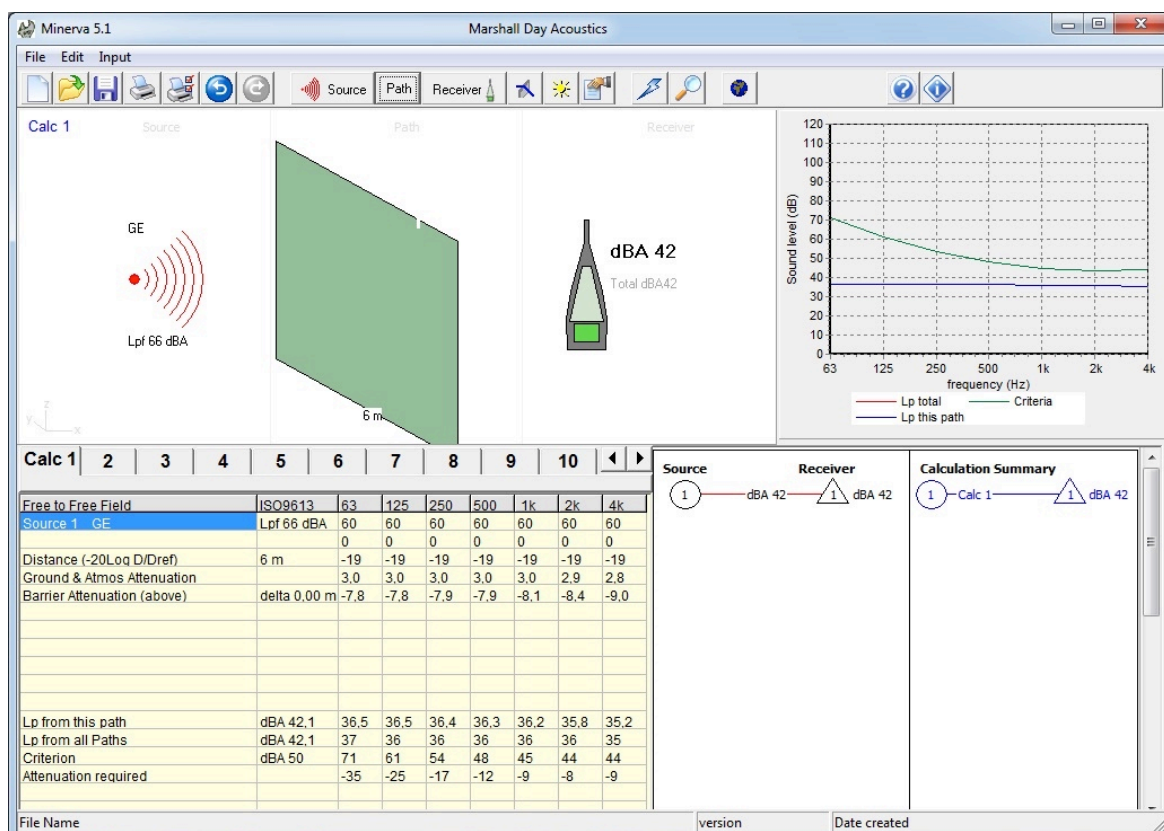 Minerva 5.1 Marshall Day Acoustics
File Edit Input
Source Path Receiver
Calc 1 Source Path Receiver
GE
Lpf 66 dBA
6 m
dBA 42
Total dBA42
z
y x
Sound level (dB)
120
110
100
90
80
70
60
50
40
30
20
10
0
63 125 250 500 1k 2k 4k
frequency (Hz)
Lp total Criteria
Lp this path
Calc 1 2 3 4 5 6 7 8 9 10
Free to Free Field ISO9613 63 125 250 500 1k 2k 4k
Source 1 GE Lpf 66 dBA 60 60 60 60 60 60 60
0 0 0 0 0 0 0
Distance (-20Log D/Dref) 6 m -19 -19 -19 -19 -19 -19 -19
Ground & Atmos Attenuation 3,0 3,0 3,0 3,0 3,0 2,9 2,8
Barrier Attenuation (above) delta 0,00 m -7,8 -7,8 -7,9 -7,9 -8,1 -8,4 -9,0
Lp from this path dBA 42,1 36,5 36,5 36,4 36,3 36,2 35,8 35,2
Lp from all Paths dBA 42,1 37 36 36 36 36 36 35
Criterion dBA 50 71 61 54 48 45 44 44
Attenuation required -35 -25 -17 -12 -9 -8 -9
Source Receiver
1 dBA 42 1 dBA 42
Calculation Summary
1 Calc 1 1 dBA 42
File Name version Date created